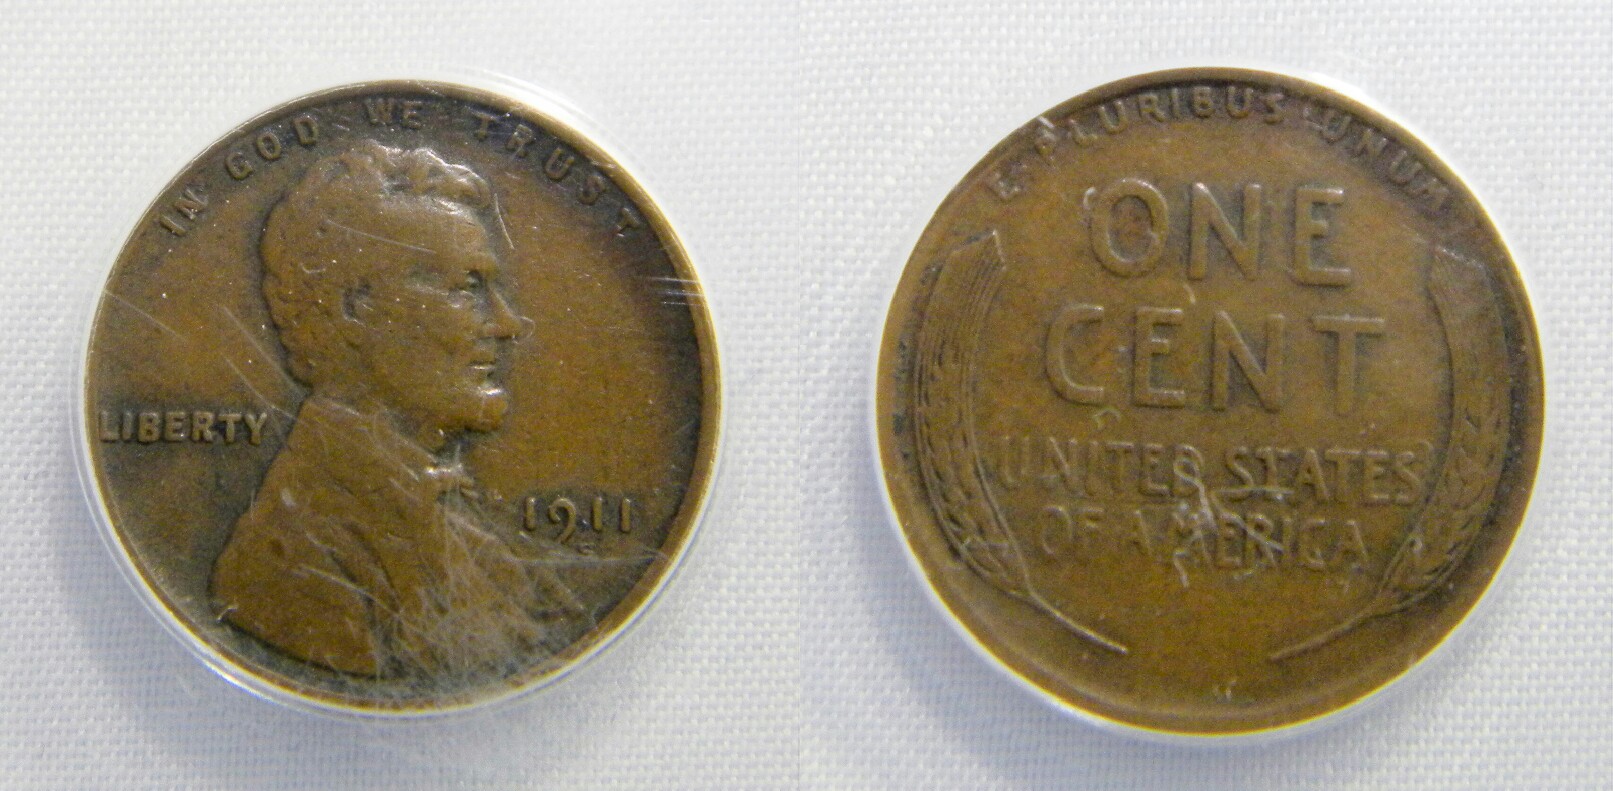 IN GOD WE TRUST
LIBERTY
1911
S
E·PLURIBUS·UNUM
ONE
CENT
UNITED STATES
OF AMERICA